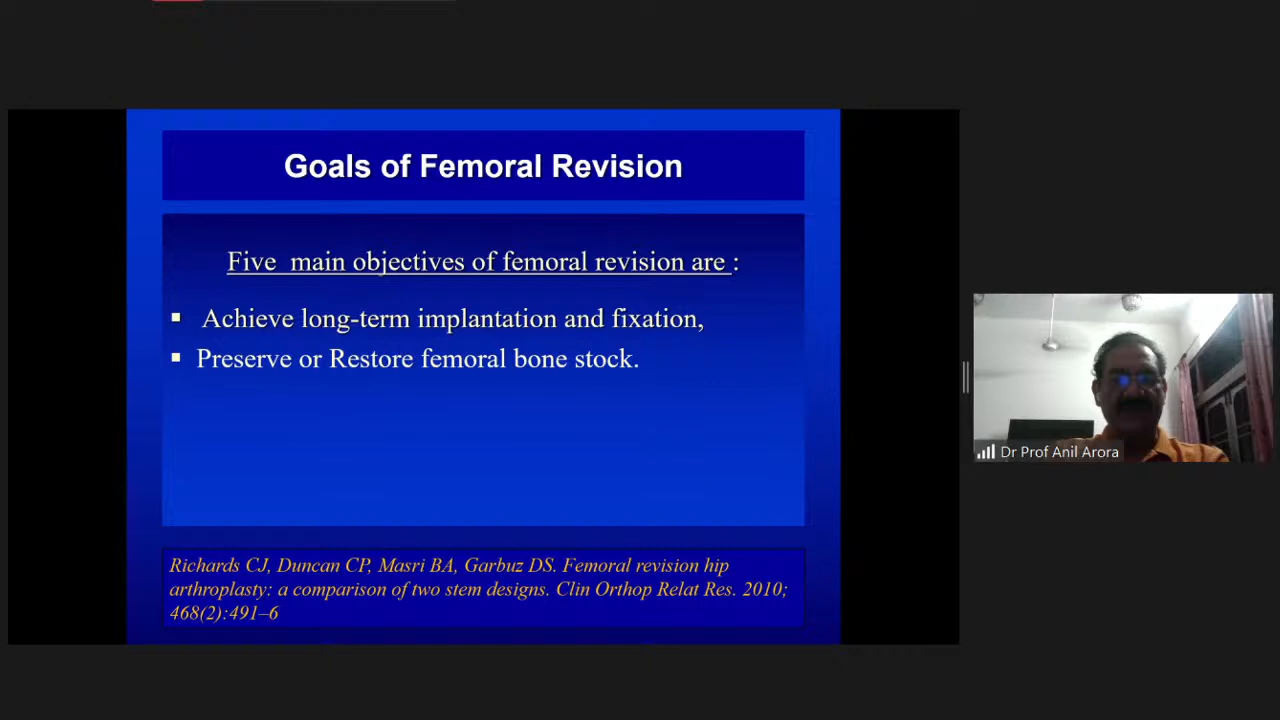 Goals of Femoral Revision
Five main objectives of femoral revision are :
▪ Achieve long-term implantation and fixation,
▪ Preserve or Restore femoral bone stock.
Richards CJ, Duncan CP, Masri BA, Garbuz DS. Femoral revision hip
arthroplasty: a comparison of two stem designs. Clin Orthop Relat Res. 2010;
468(2):491–6
Dr Prof Anil Arora